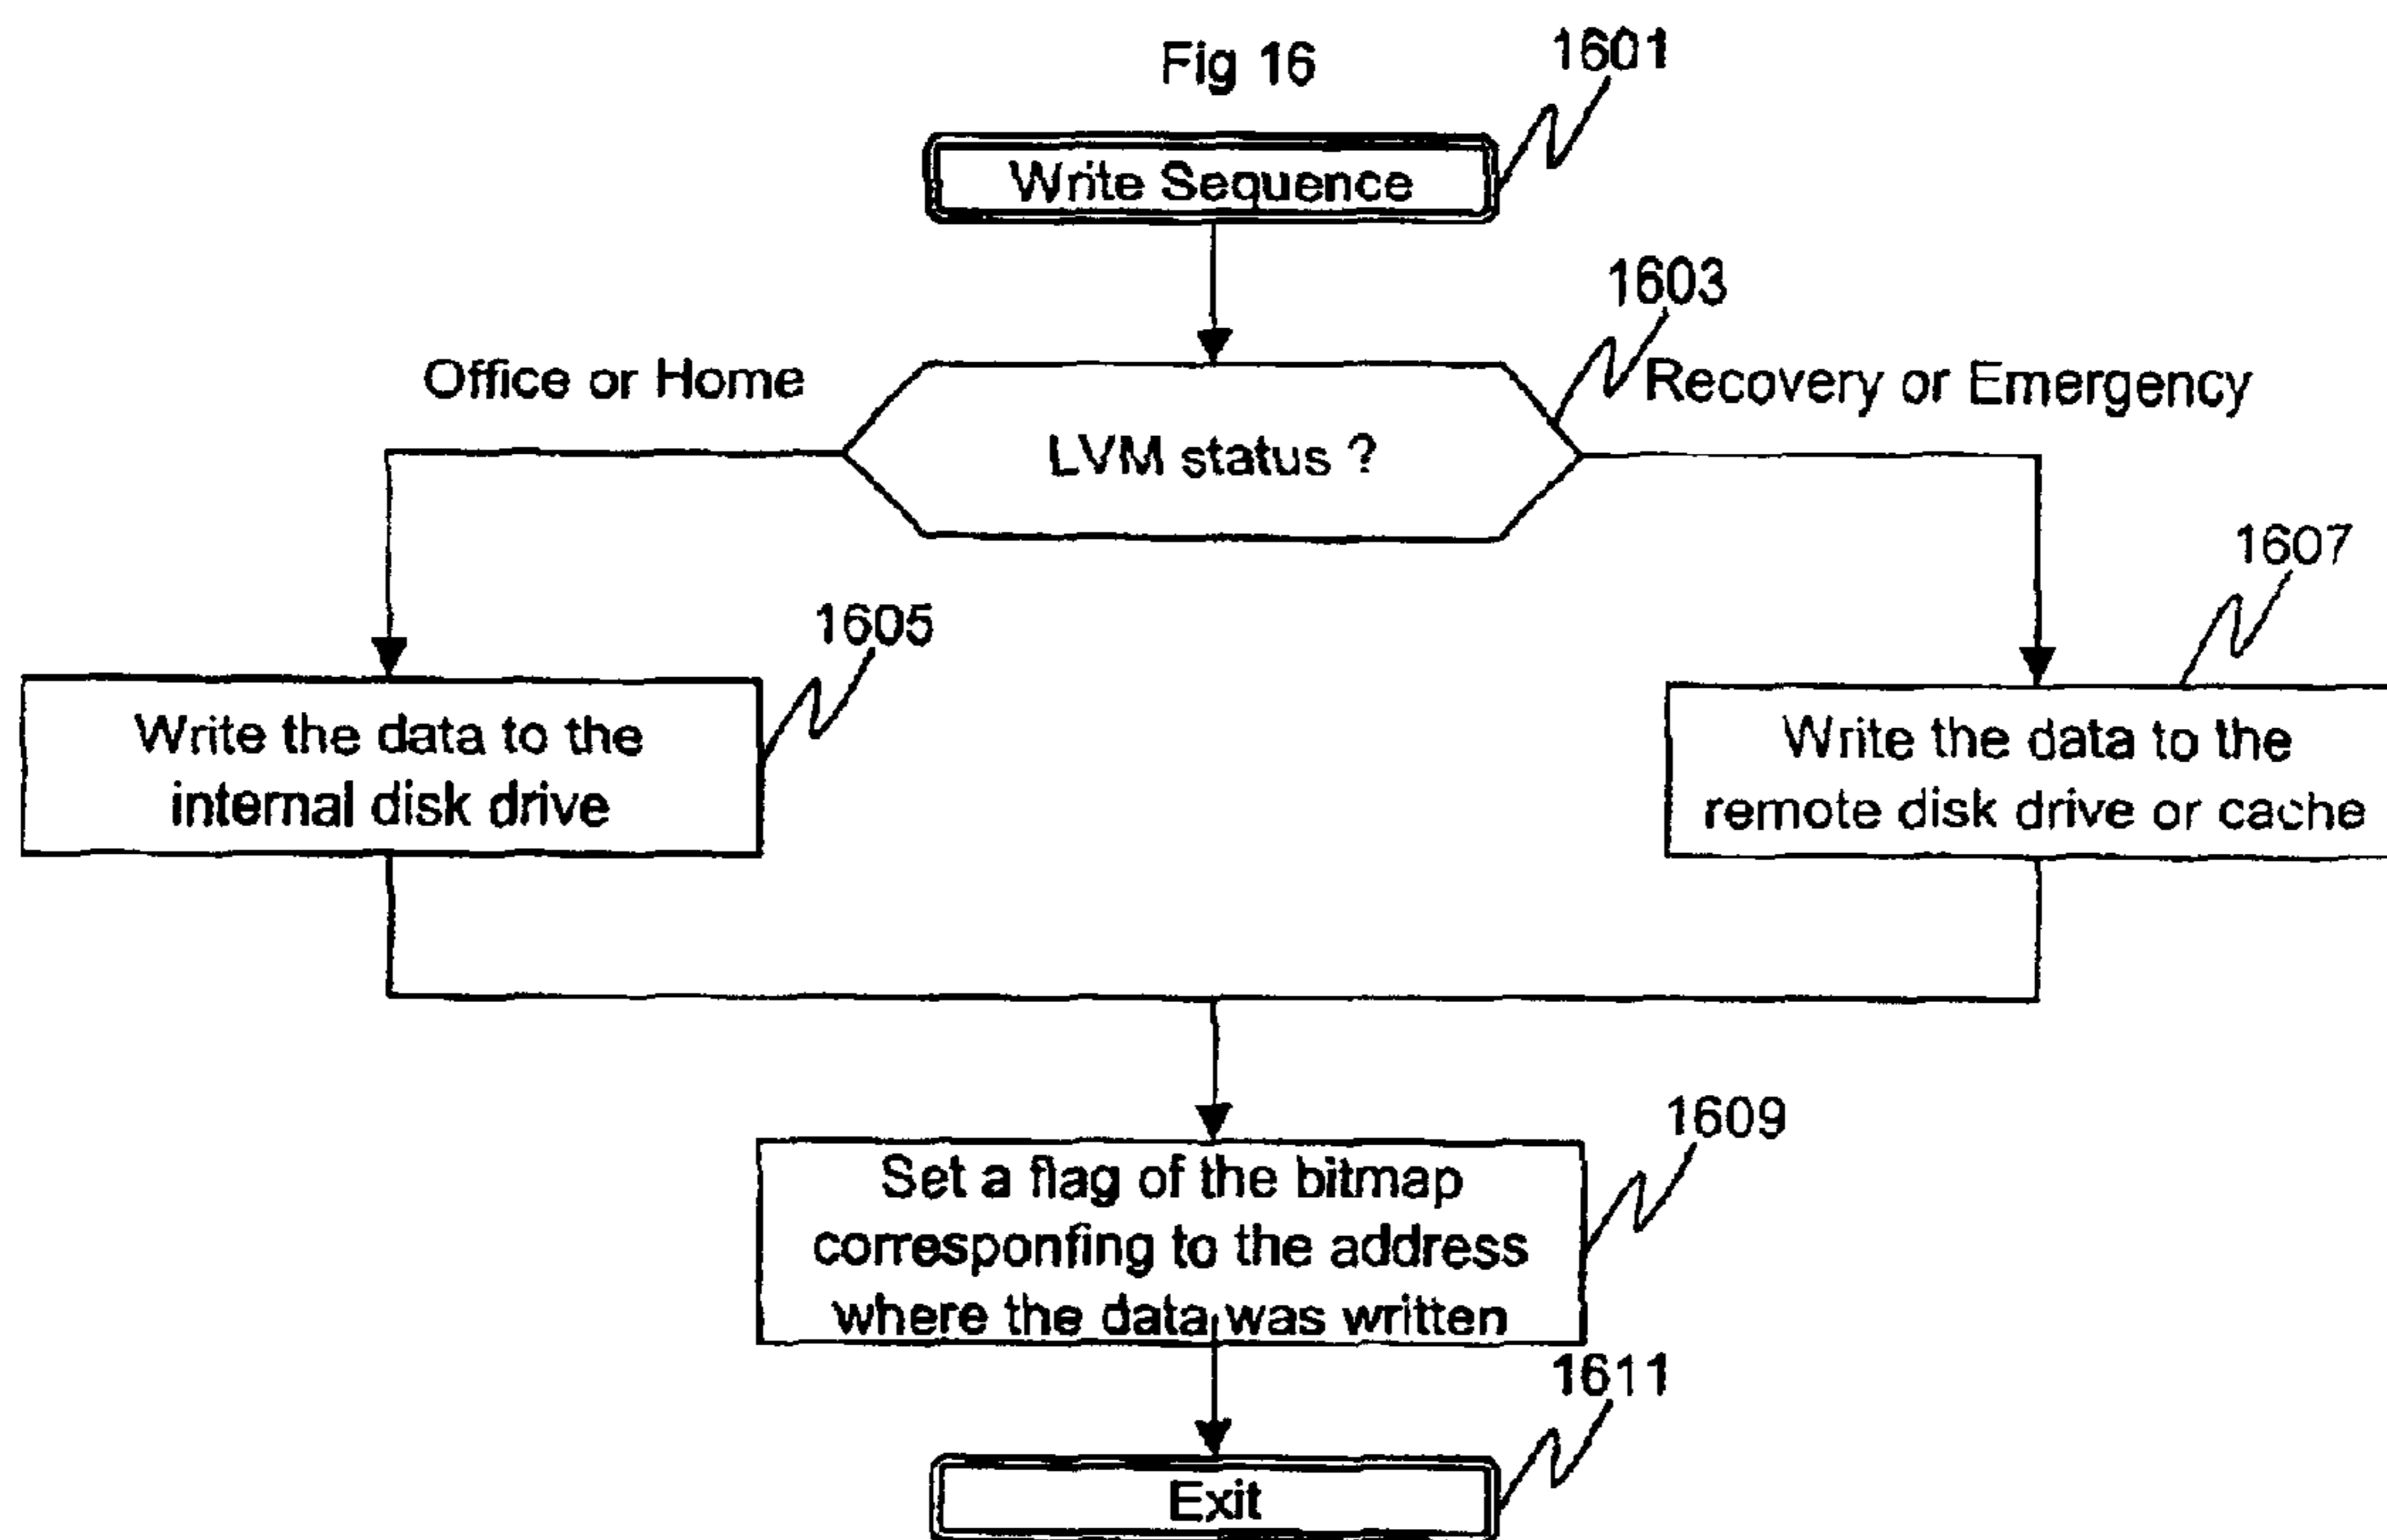 Fig 16
1601
Write Sequence
1603
Office or Home
Recovery or Emergency
LVM status ?
1607
1605
Write the data to the
internal disk drive
Write the data to the
remote disk drive or cache
1609
Set a flag of the bitmap
corresponfing to the address
where the data was written
1611
Exit